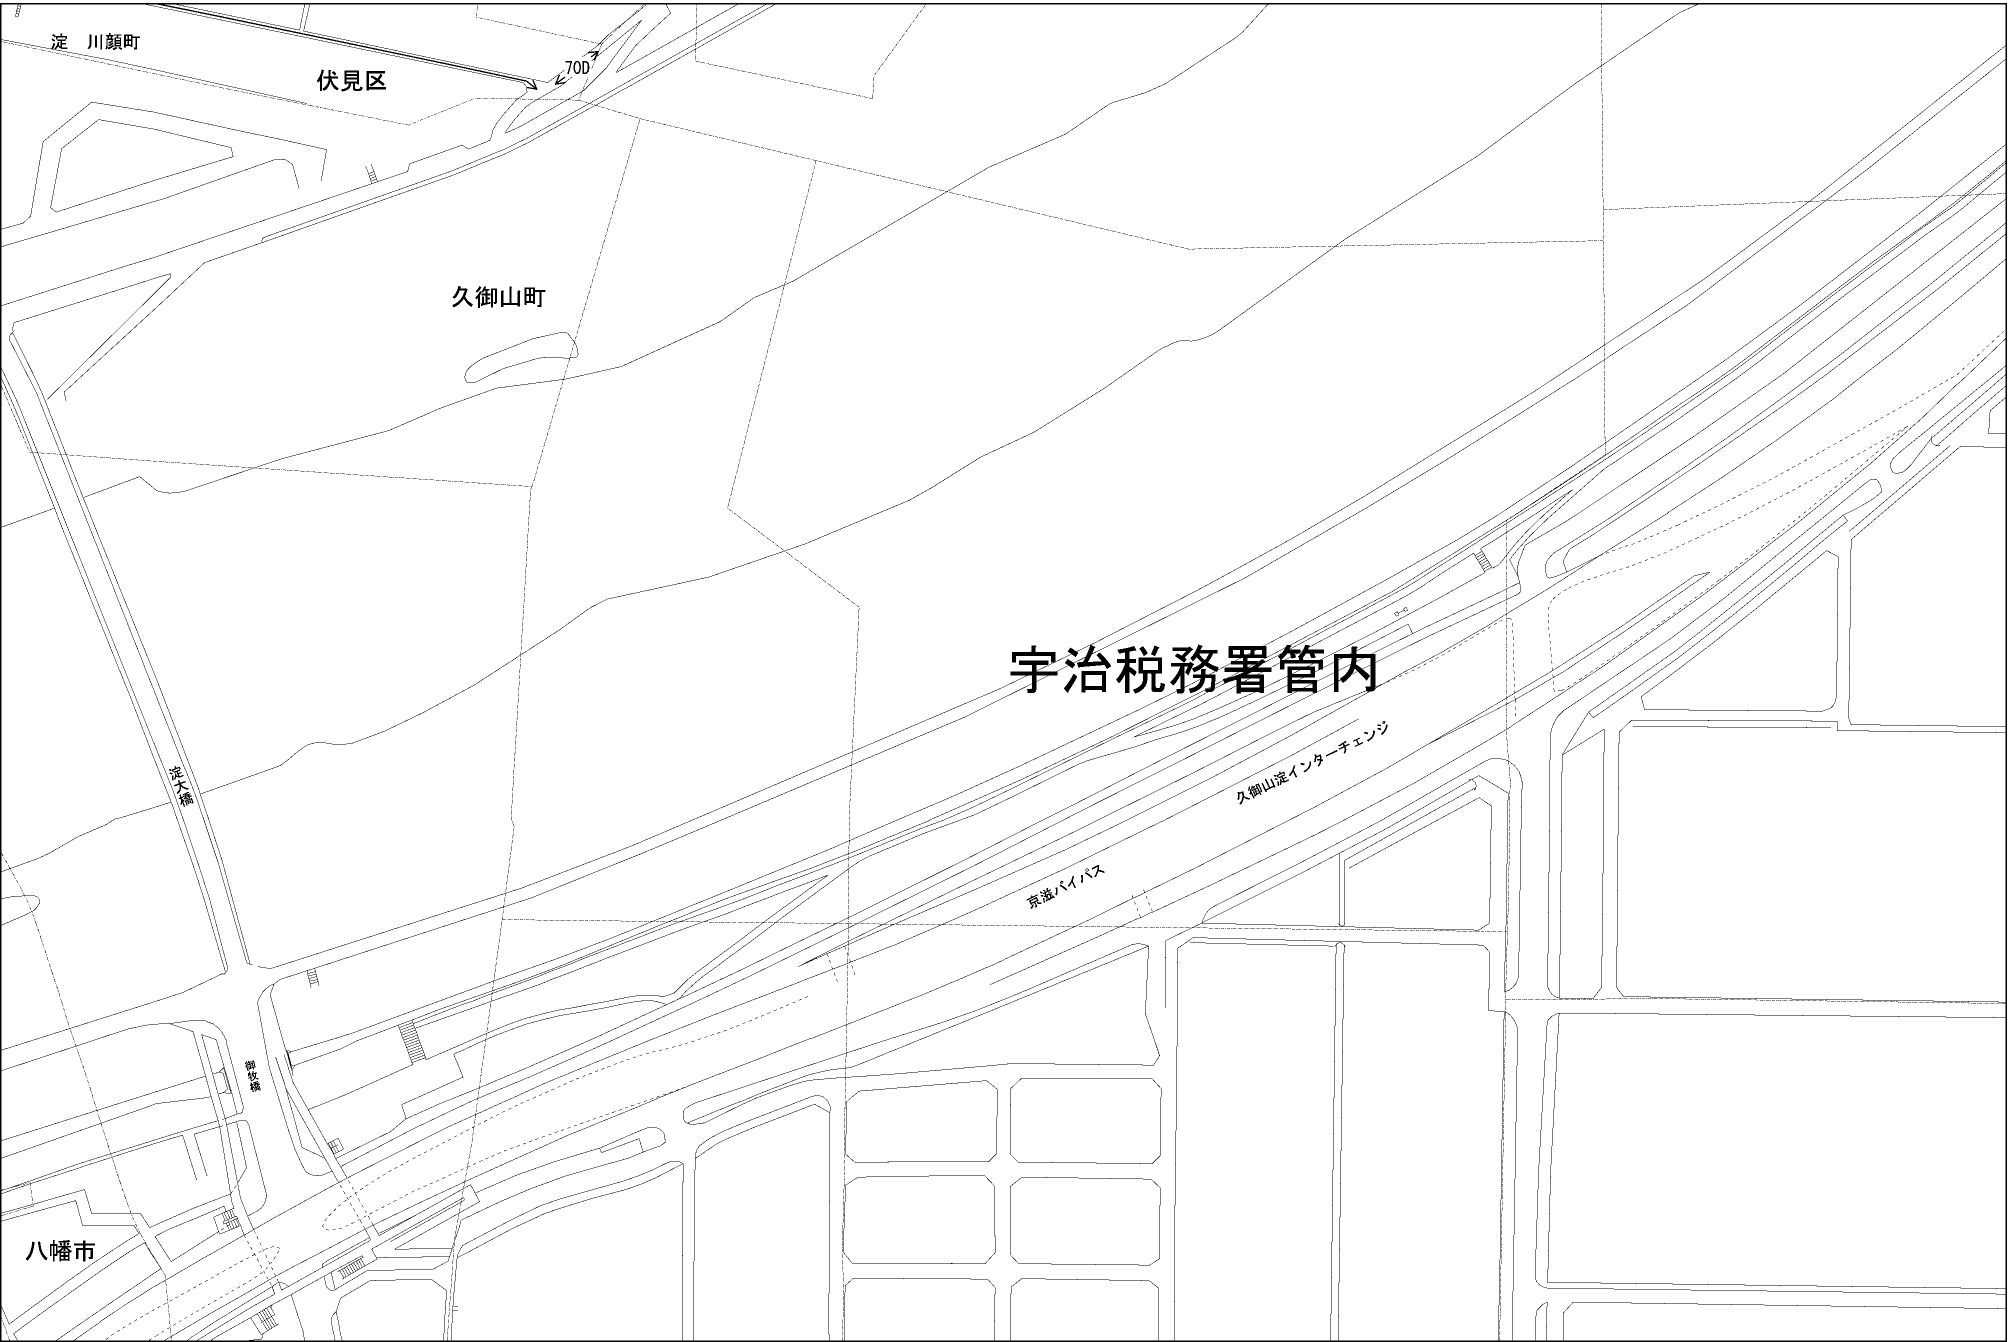 淀　川顔町
70D
伏見区
久御山町
宇治税務署管内
淀大橋
久御山淀インターチェンジ
京滋バイパス
御牧橋
八幡市